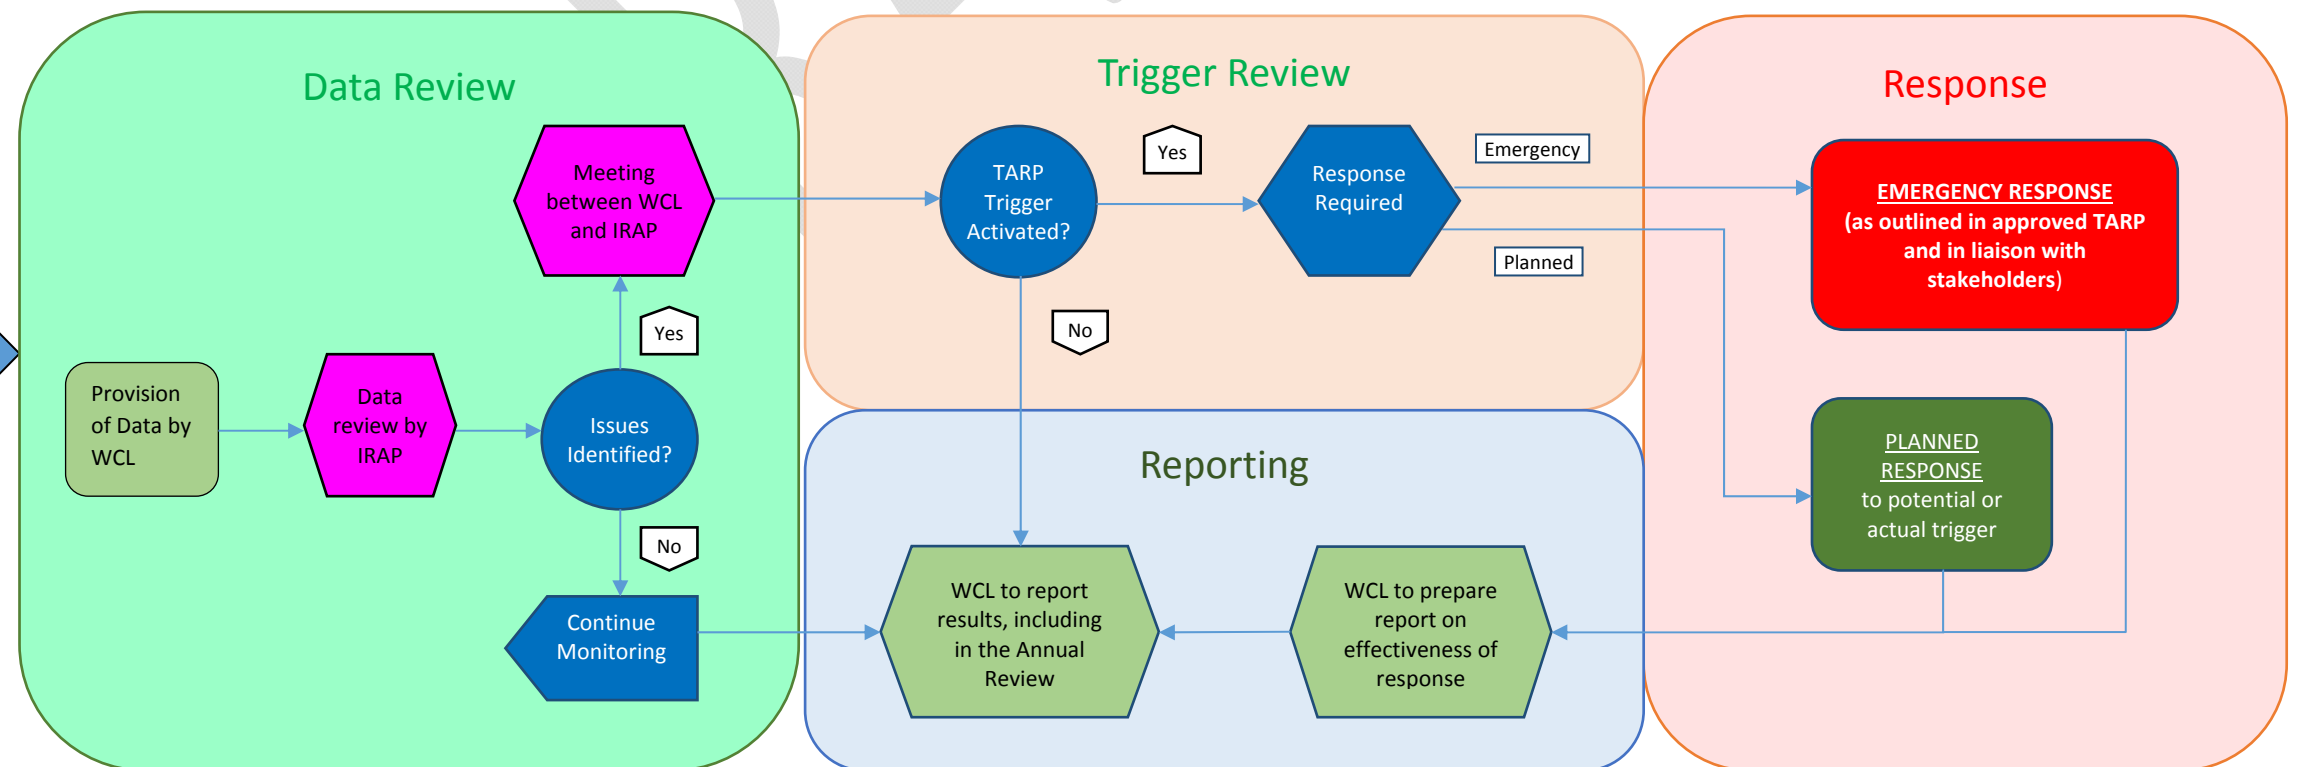 Data Review
Provision
of Data by
WCL
Data
review by
IRAP
Issues
Identified?
Yes
Meeting
between WCL
and IRAP
No
Continue
Monitoring
Trigger Review
TARP
Trigger
Activated?
Yes
Response
Required
Emergency
Planned
No
Reporting
WCL to report
results, including
in the Annual
Review
WCL to prepare
report on
effectiveness of
response
Response
EMERGENCY RESPONSE
(as outlined in approved TARP
and in liaison with
stakeholders)
PLANNED
RESPONSE
to potential or
actual trigger